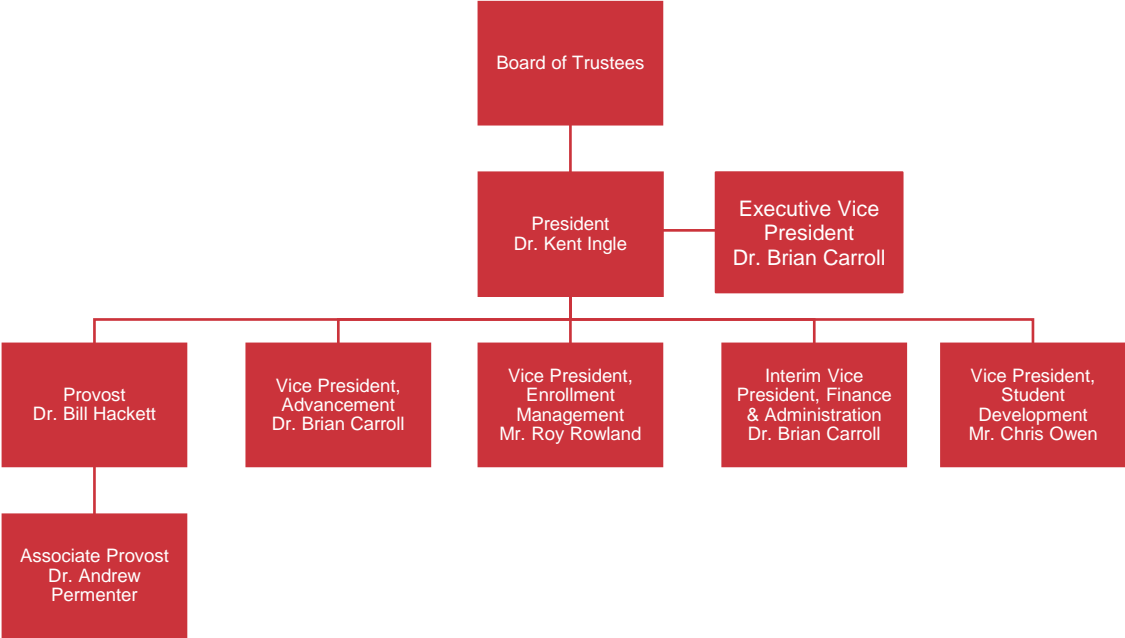 Board of Trustees
President
Dr. Kent Ingle
Executive Vice
President
Dr. Brian Carroll
Provost
Dr. Bill Hackett
Vice President,
Advancement
Dr. Brian Carroll
Vice President,
Enrollment
Management
Mr. Roy Rowland
Interim Vice
President, Finance
& Administration
Dr. Brian Carroll
Vice President,
Student
Development
Mr. Chris Owen
Associate Provost
Dr. Andrew
Permenter